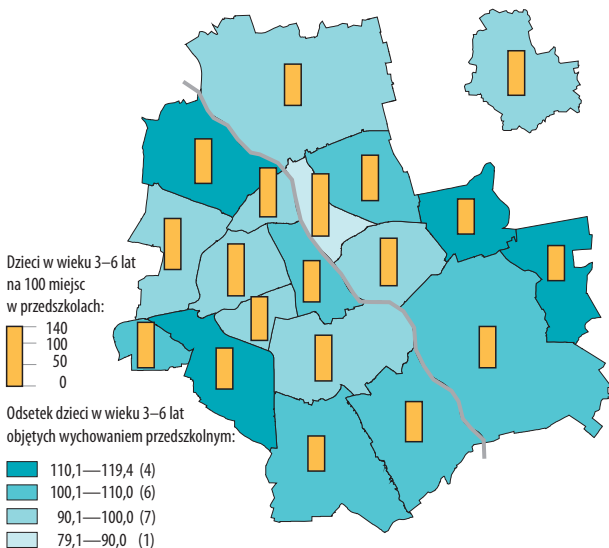 Dzieci w wieku 3–6 lat
na 100 miejsc
w przedszkolach:
140
100
50
0
Odsetek dzieci w wieku 3–6 lat
objętych wychowaniem przedszkolnym:
110,1—119,4 (4)
100,1—110,0 (6)
90,1—100,0 (7)
79,1—90,0 (1)